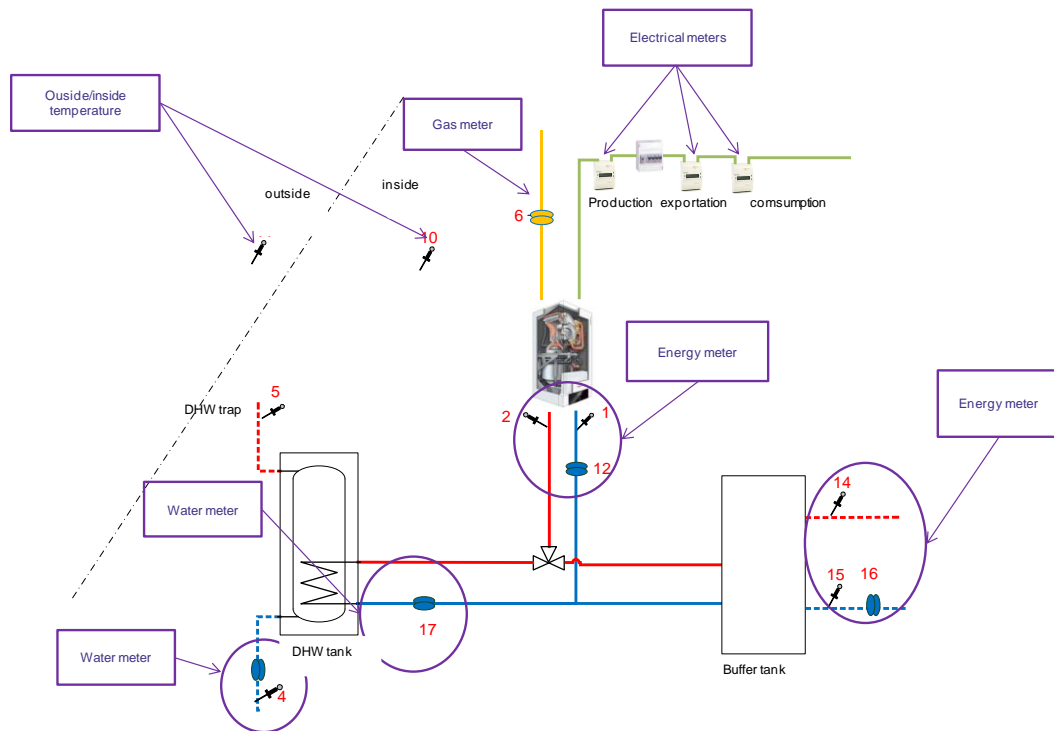 Electrical meters
Ouside/inside
temperature
Gas meter
inside
outside
Production
exportation
comsumption
6
10
Energy meter
5
DHW trap
2
1
Energy meter
12
14
Water meter
15
16
17
DHW tank
Water meter
4
Buffer tank